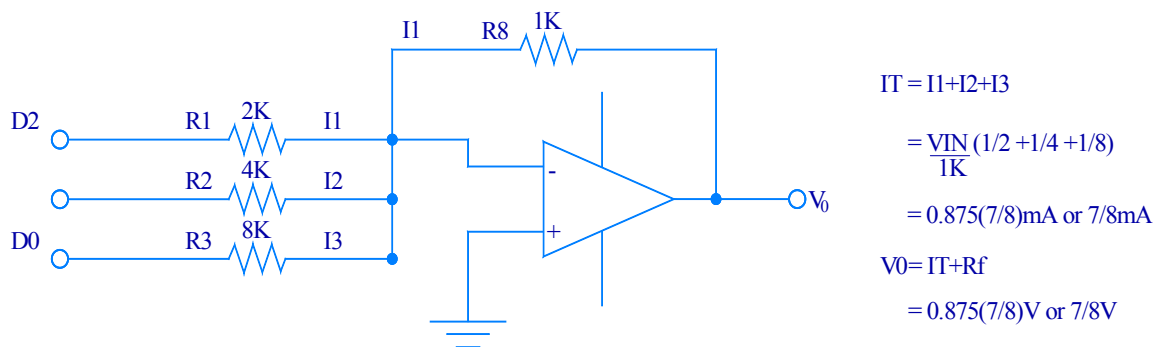 I1 R8 1K
D2 R1 2K I1
R2 4K I2
D0 R3 8K I3
-
+
V0
IT = I1+I2+I3
= VIN (1/2 +1/4 +1/8)
1K
= 0.875(7/8)mA or 7/8mA
V0= IT+Rf
= 0.875(7/8)V or 7/8V